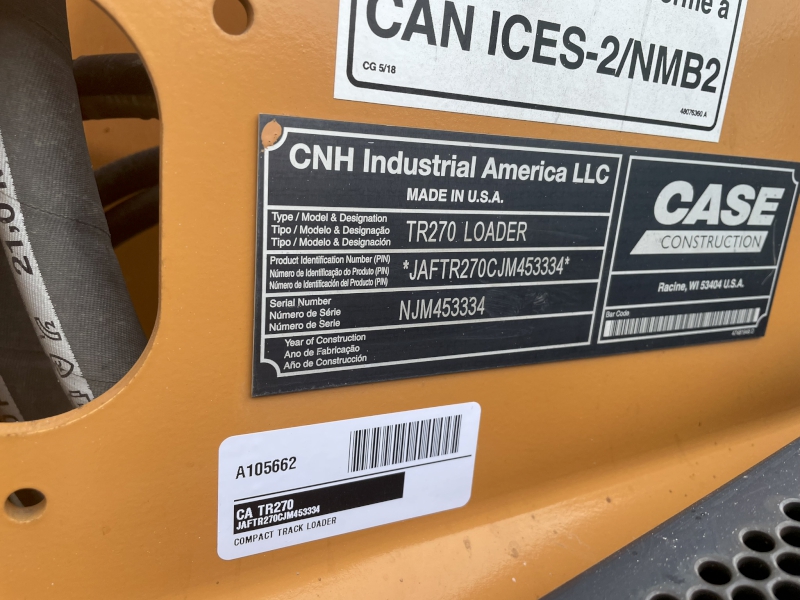 CAN ICES-2/NMB2
CG 5/18
CNH Industrial America LLC
MADE IN U.S.A.
Type / Model & Designation
Tipo / Modelo & Designação
Tipo / Modelo & Designación
TR270 LOADER
Product Identification Number (PIN)
Número de Identificação do Produto (PIN)
Número de Identificación del Producto (PIN)
*JAFTR270CJM453334*
Serial Number
Número de Série
Número de Serie
NJM453334
Year of Construction
Ano de Fabricação
Año de Construcción
CASE
CONSTRUCTION
Racine, WI 53404 U.S.A.
Bar Code
A105662
CA TR270
JAFTR270CJM453334
COMPACT TRACK LOADER